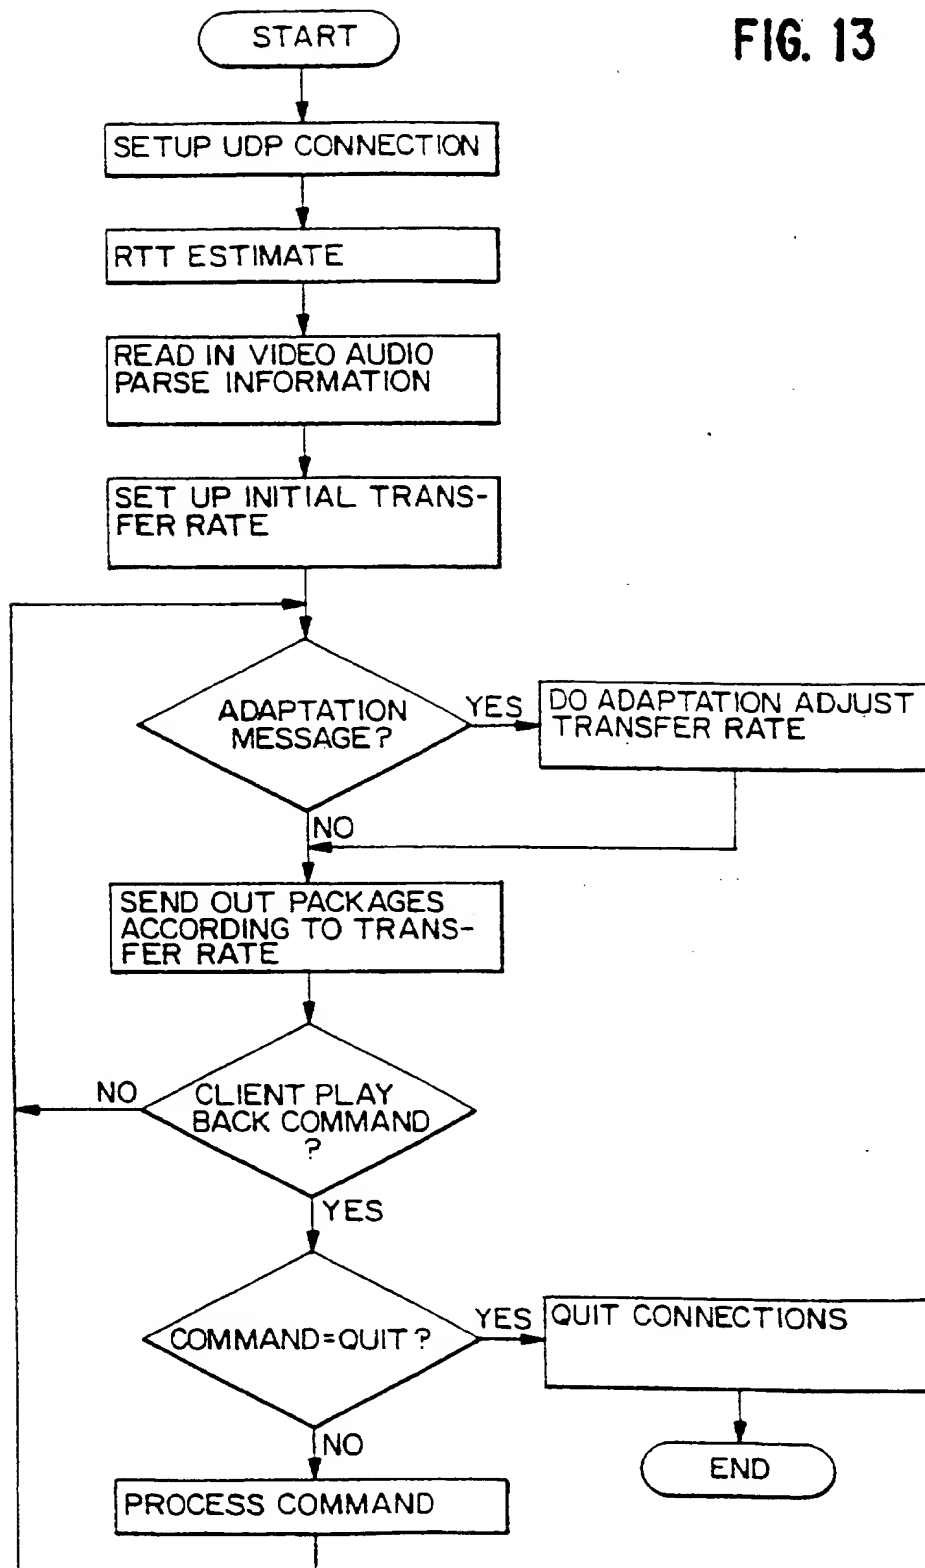 FIG. 13
START
SETUP UDP CONNECTION
RTT ESTIMATE
READ IN VIDEO AUDIO
PARSE INFORMATION
SET UP INITIAL TRANS-
FER RATE
ADAPTATION
MESSAGE?
YES
DO ADAPTATION ADJUST
TRANSFER RATE
NO
SEND OUT PACKAGES
ACCORDING TO TRANS-
FER RATE
NO
CLIENT PLAY
BACK COMMAND
?
YES
COMMAND=QUIT?
YES
QUIT CONNECTIONS
NO
END
PROCESS COMMAND